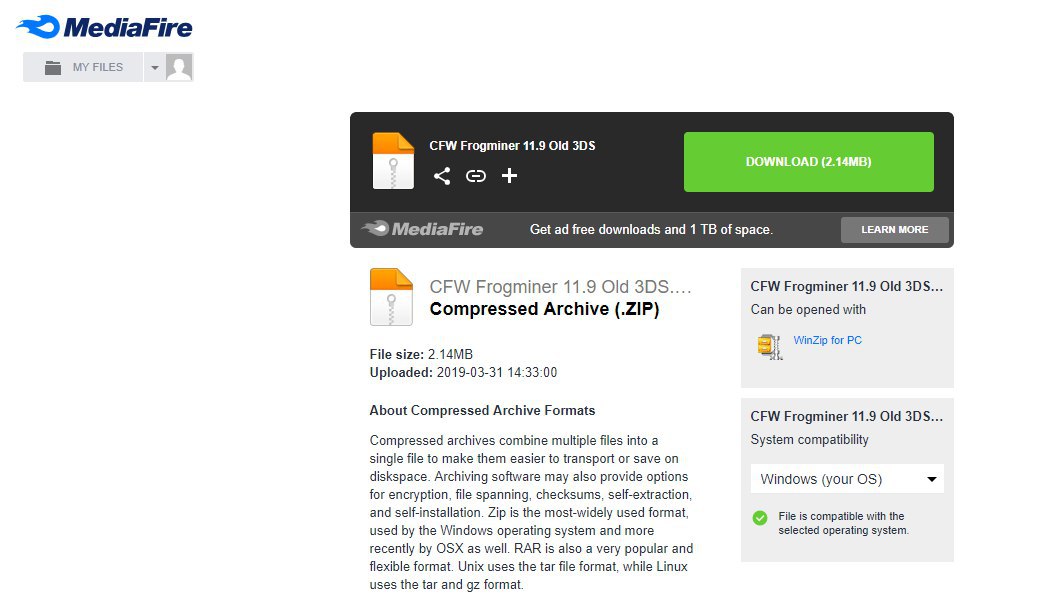 MediaFire
MY FILES
CFW Frogminer 11.9 Old 3DS
DOWNLOAD (2.14MB)
MediaFire
Get ad free downloads and 1 TB of space.
LEARN MORE
CFW Frogminer 11.9 Old 3DS....
Compressed Archive (.ZIP)
File size: 2.14MB
Uploaded: 2019-03-31 14:33:00
About Compressed Archive Formats
Compressed archives combine multiple files into a
single file to make them easier to transport or save on
diskspace. Archiving software may also provide options
for encryption, file spanning, checksums, self-extraction,
and self-installation. Zip is the most-widely used format,
used by the Windows operating system and more
recently by OSX as well. RAR is also a very popular and
flexible format. Unix uses the tar file format, while Linux
uses the tar and gz format.
CFW Frogminer 11.9 Old 3DS...
Can be opened with
WinZip for PC
CFW Frogminer 11.9 Old 3DS...
System compatibility
Windows (your OS)
File is compatible with the
selected operating system.